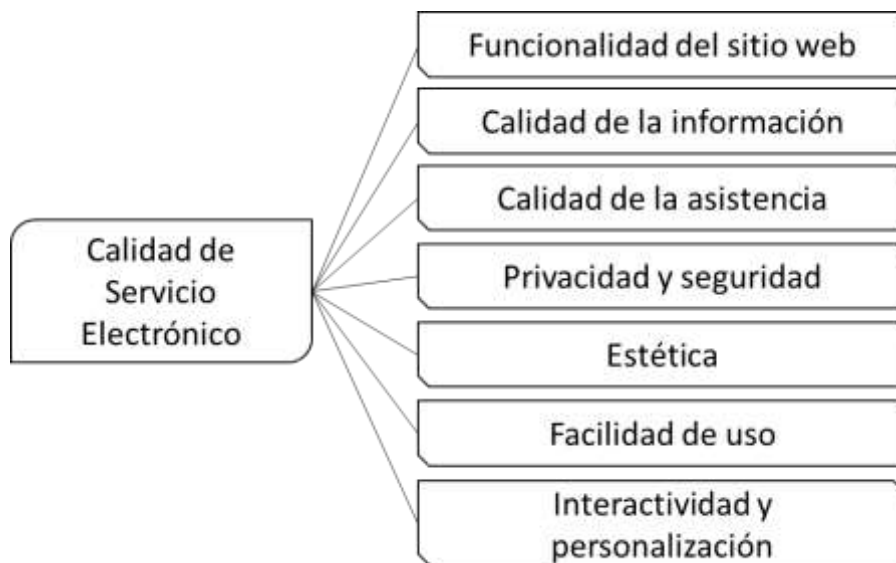 Funcionalidad del sitio web
Calidad de la información
Calidad de la asistencia
Calidad de
Servicio
Electrónico
Privacidad y seguridad
Estética
Facilidad de uso
Interactividad y
personalización